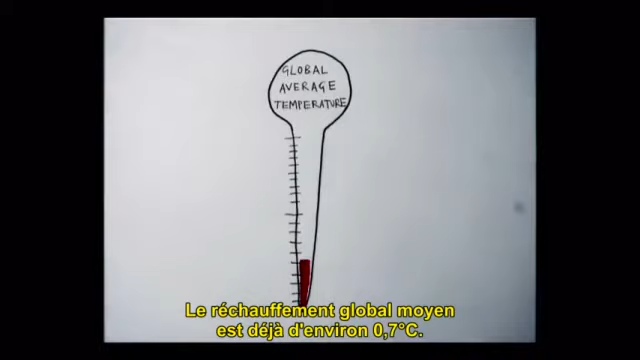 GLOBAL
AVERAGE
TEMPERATURE
Le réchauffement global moyen
est déjà d'environ 0,7°C.